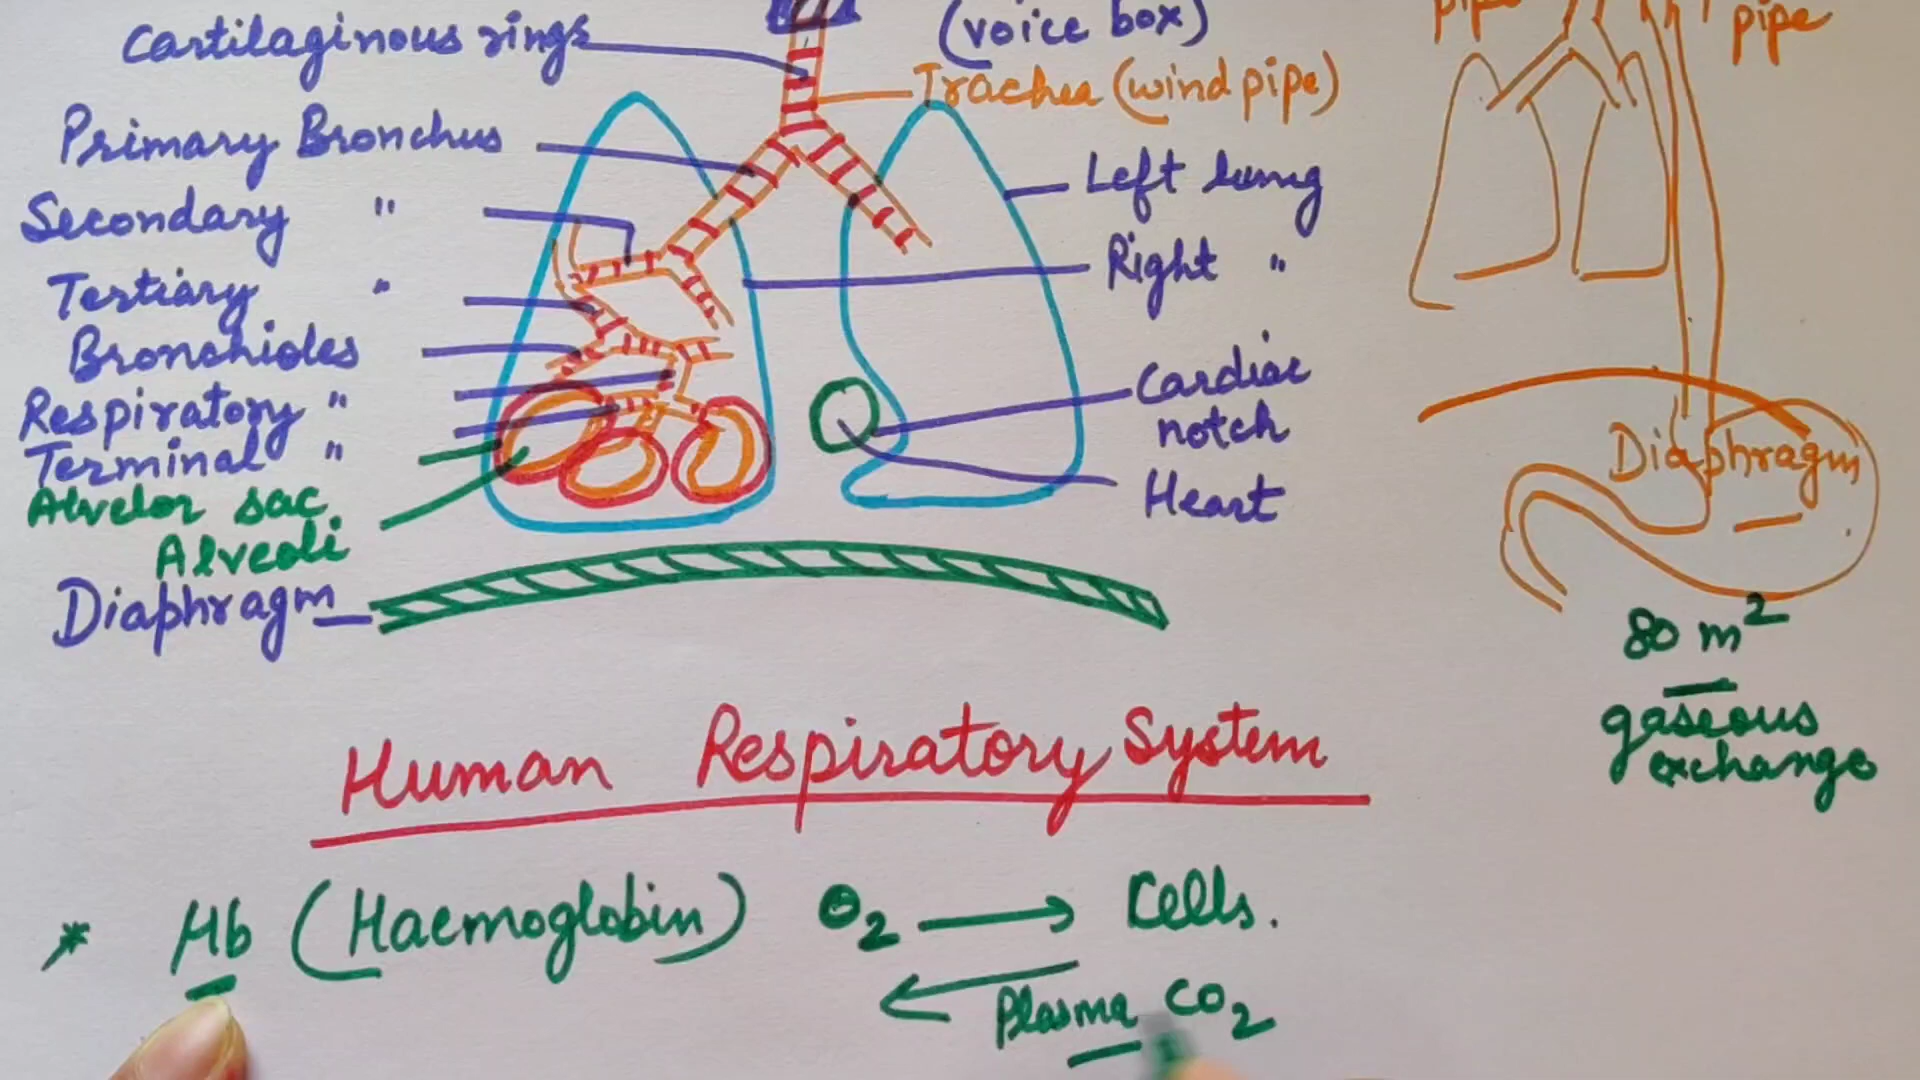 Cartilaginous rings
Primary Bronchus
Secondary "
Tertiary "
Bronchioles
Respiratory "
Terminal "
Alvelor sac
Alveoli
Diaphragm
(voice box)
Trachea (wind pipe)
Left lung
Right "
Cardiac
notch
Heart
pipe
pipe
Diaphragm
80 m²
gaseous
exchange
Human Respiratory System
* Hb (Haemoglobin) O₂ → Cells.
← Plasma CO₂